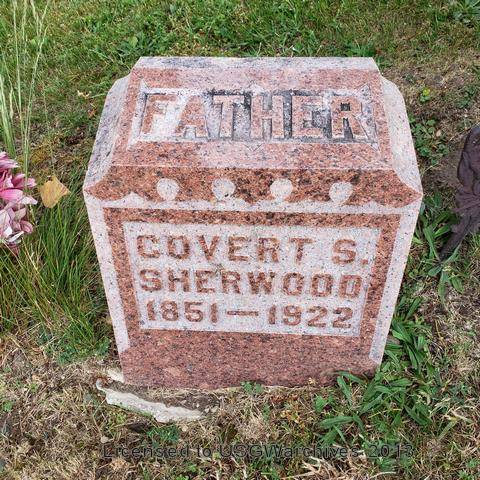 FATHER
COVERT S.
SHERWOOD
1851—1922
Licensed to USGWarchives 2013